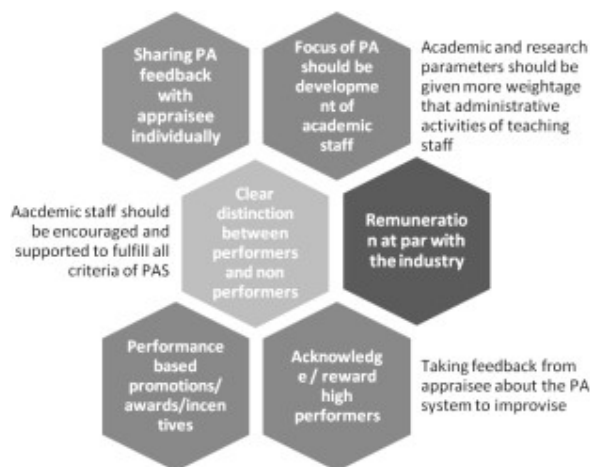 Sharing PA
feedback
with
appraisee
individually
Focus of PA
should be
developme
nt of
academic
staff
Academic and research
parameters should be
given more weightage
that administrative
activities of teaching
staff
Aacdemic staff should
be encouraged and
supported to fulfill all
criteria of PAS
Clear
distinction
between
performers
and non
performers
Remuneratio
n at par with
the industry
Performance
based
promotions/
awards/incen
tives
Acknowledg
e / reward
high
performers
Taking feedback from
appraisee about the PA
system to improvise